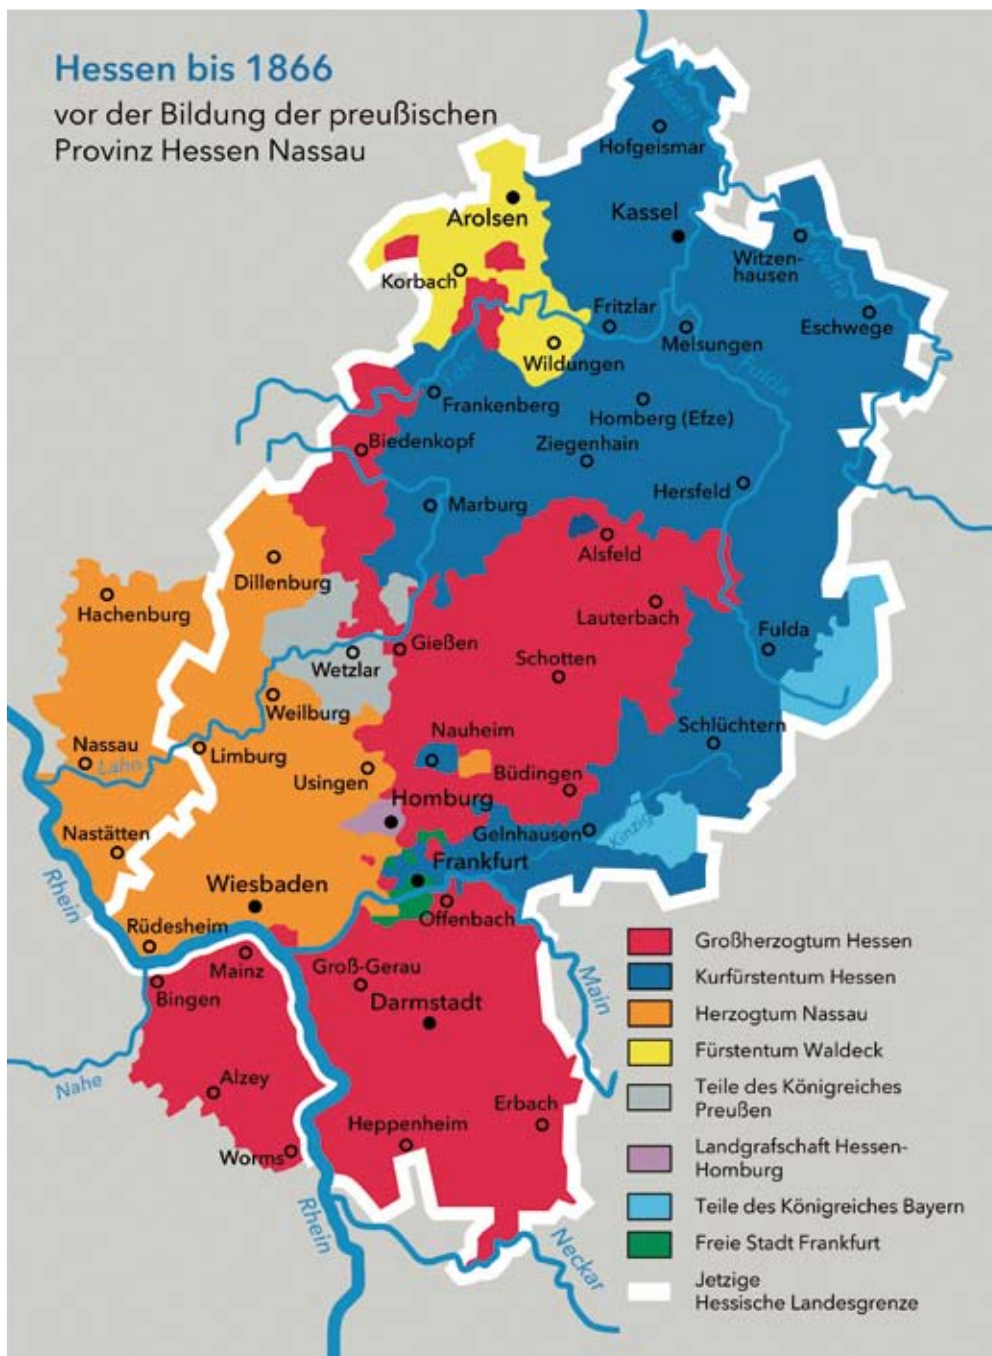 Hessen bis 1866
vor der Bildung der preußischen
Provinz Hessen Nassau
Weser
Hofgeismar
Arolsen
Kassel
Witzen-
hausen
Werra
Korbach
Fritzlar
Eschwege
Melsungen
Wildungen
Eder
Fulda
Frankenberg
Homberg (Efze)
Biedenkopf
Ziegenhain
Hersfeld
Marburg
Alsfeld
Dillenburg
Hachenburg
Lauterbach
Fulda
Gießen
Wetzlar
Schotten
Weilburg
Schlüchtern
Nauheim
Nassau
Limburg
Lahn
Usingen
Büdingen
Homburg
Gelnhausen
Kinzig
Nastätten
Frankfurt
Rhein
Wiesbaden
Offenbach
Rüdesheim
Mainz
Groß-Gerau
Main
Bingen
Darmstadt
Nahe
Alzey
Erbach
Heppenheim
Worms
Rhein
Neckar
Großherzogtum Hessen
Kurfürstentum Hessen
Herzogtum Nassau
Fürstentum Waldeck
Teile des Königreiches
Preußen
Landgrafschaft Hessen-
Homburg
Teile des Königreiches Bayern
Freie Stadt Frankfurt
Jetzige
Hessische Landesgrenze